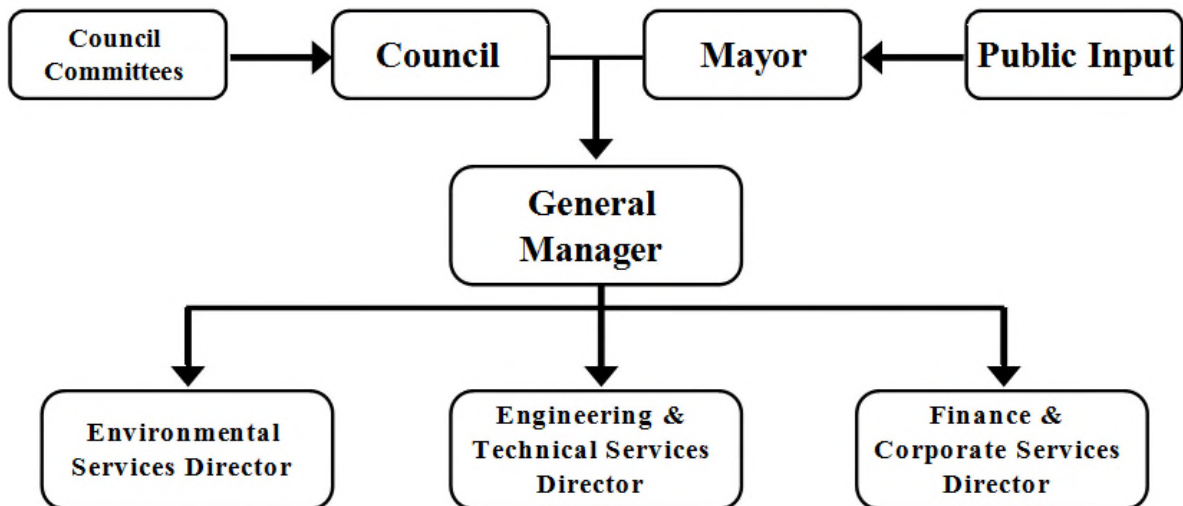 Council
Committees
Council
Mayor
Public Input
General
Manager
Environmental
Services Director
Engineering &
Technical Services
Director
Finance &
Corporate Services
Director